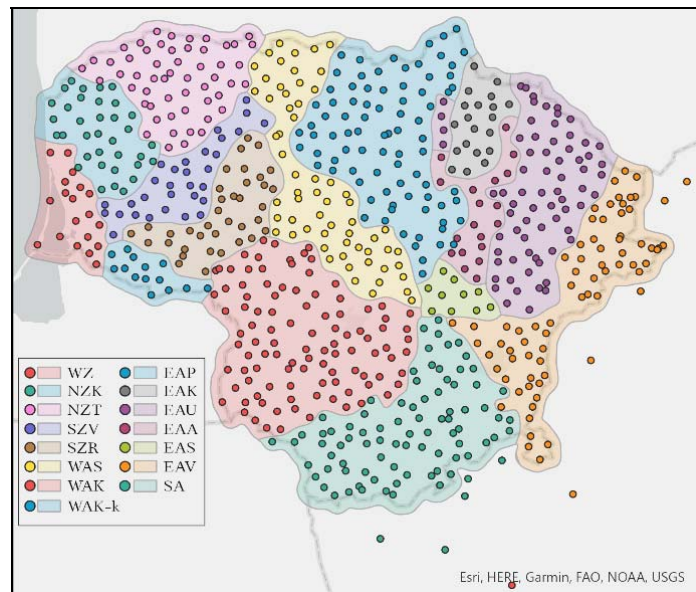 WZ EAP
NZK EAK
NZT EAU
SZV EAA
SZR EAS
WAS EAV
WAK SA
WAK-k
Esri, HERE, Garmin, FAO, NOAA, USGS